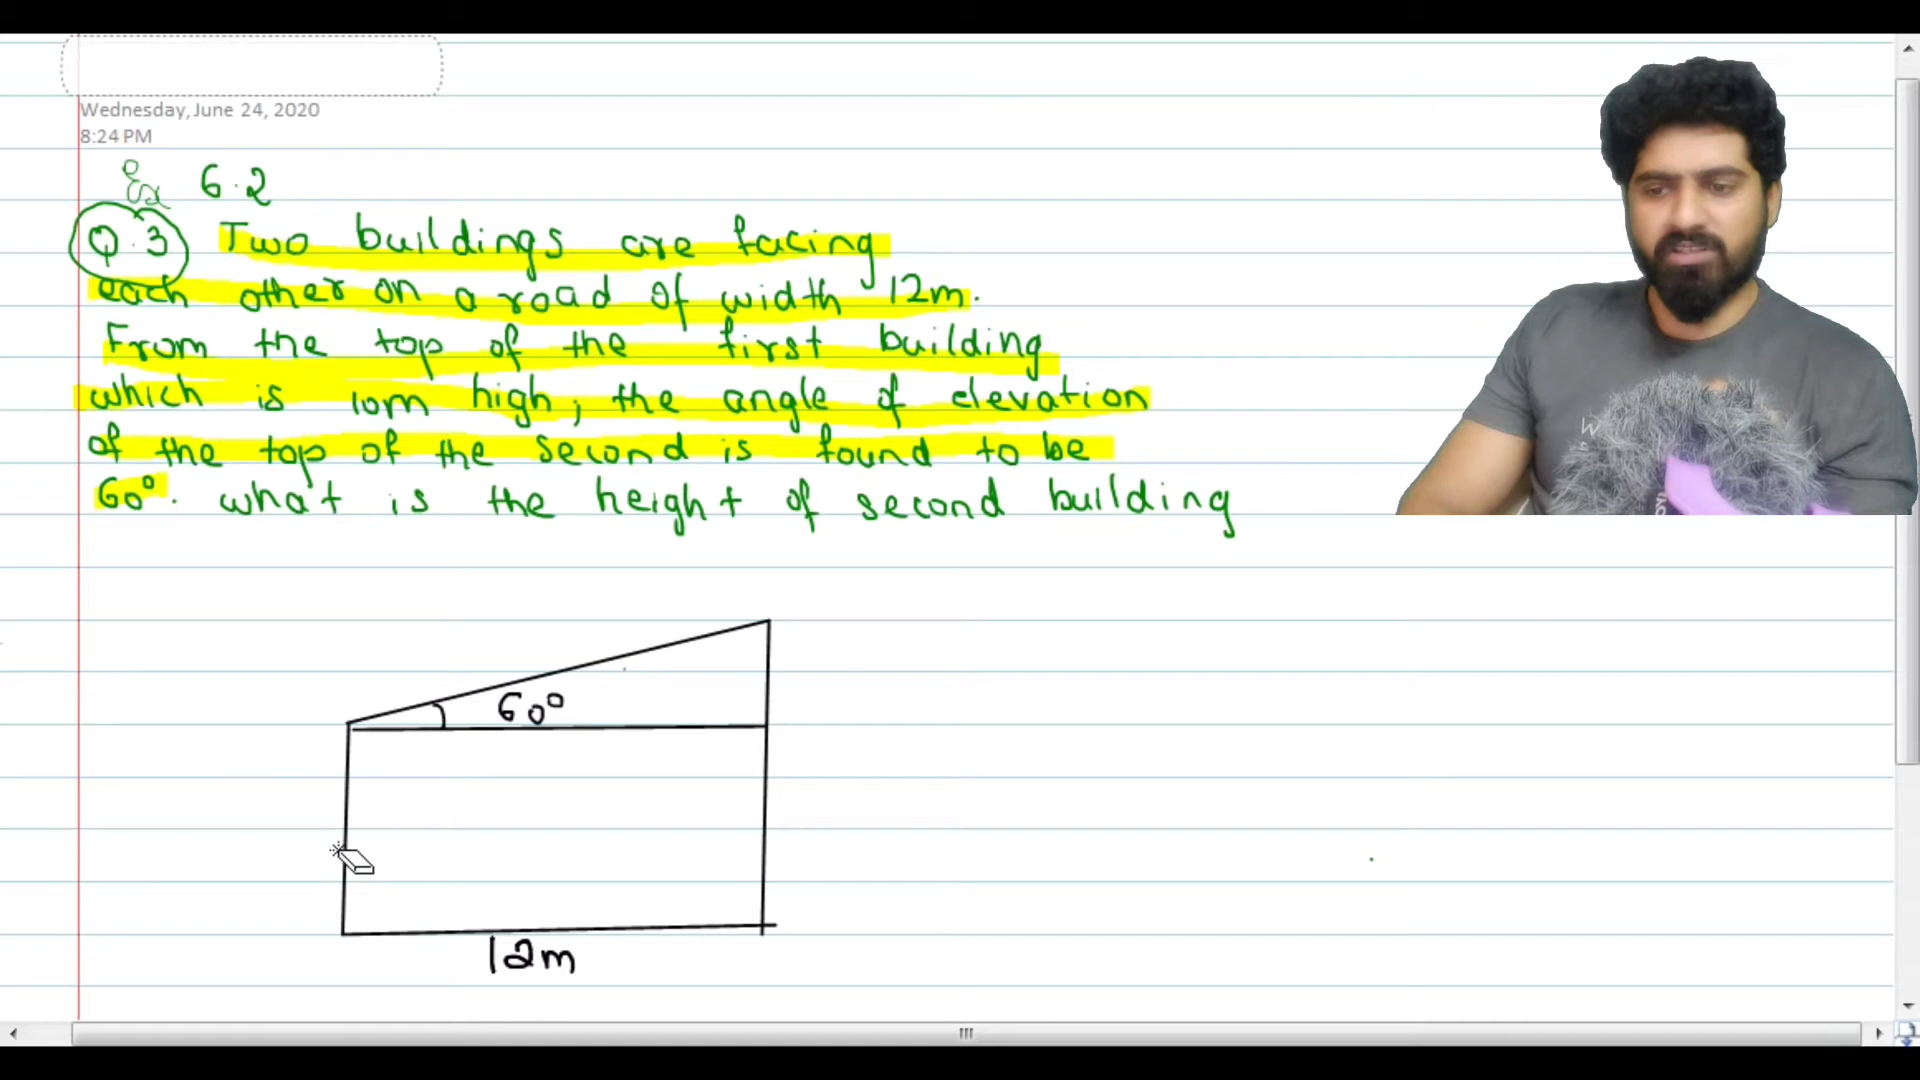 Wednesday, June 24, 2020
8:24 PM
Ex 6.2
Q.3 Two buildings are facing
each other on a road of width 12m.
From the top of the first building
which is 10m high, the angle of elevation
of the top of the second is found to be
60°. what is the height of second building
60°
12m